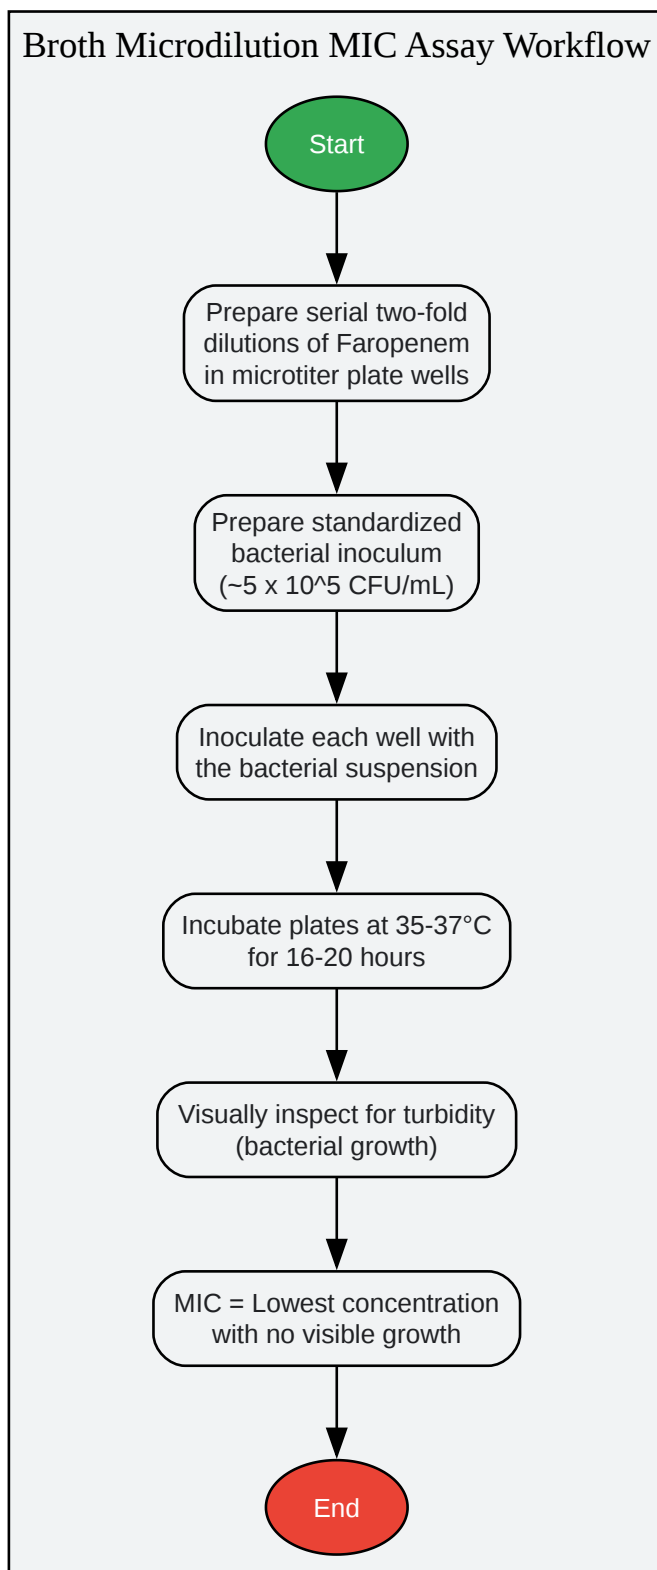 Broth Microdilution MIC Assay Workflow
Start
Prepare serial two-fold
dilutions of Faropenem
in microtiter plate wells
Prepare standardized
bacterial inoculum
(~5 x 10^5 CFU/mL)
Inoculate each well with
the bacterial suspension
Incubate plates at 35-37°C
for 16-20 hours
Visually inspect for turbidity
(bacterial growth)
MIC = Lowest concentration
with no visible growth
End